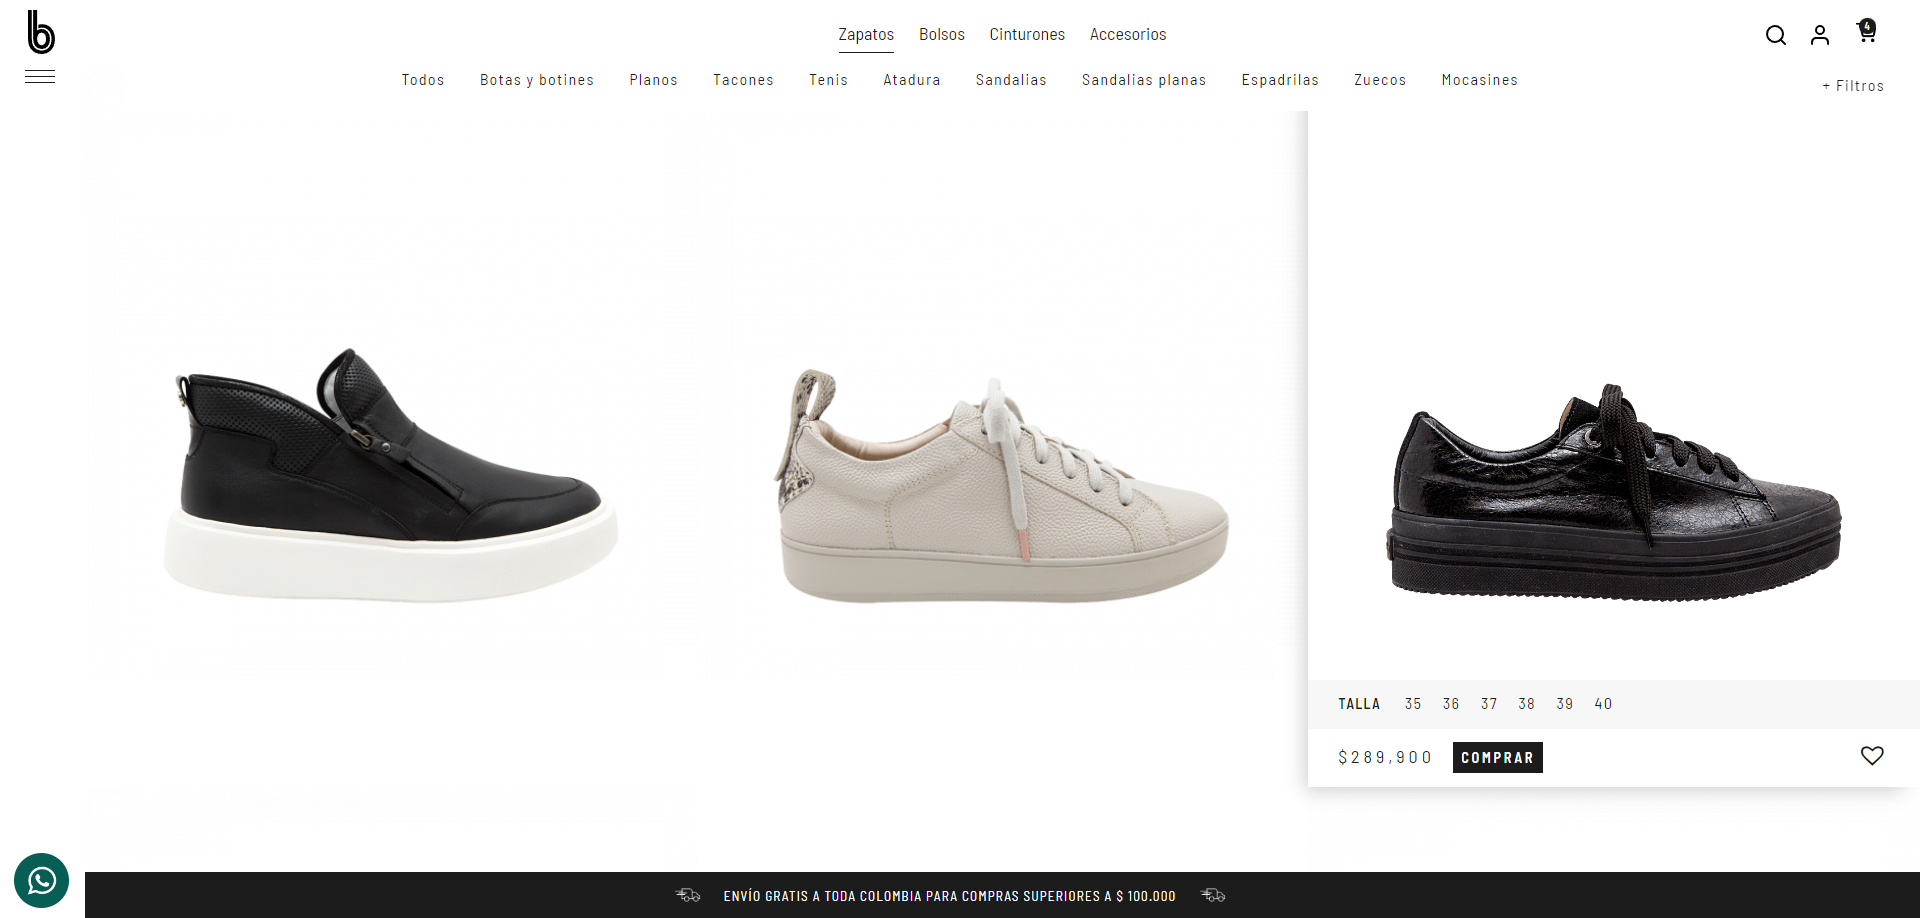 b
Zapatos Bolsos Cinturones Accesorios
4
Todos Botas y botines Planos Tacones Tenis Atadura Sandalias Sandalias planas Espadrilas Zuecos Mocasines
+ Filtros
TALLA 35 36 37 38 39 40
$289,900 COMPRAR
ENVÍO GRATIS A TODA COLOMBIA PARA COMPRAS SUPERIORES A $ 100.000